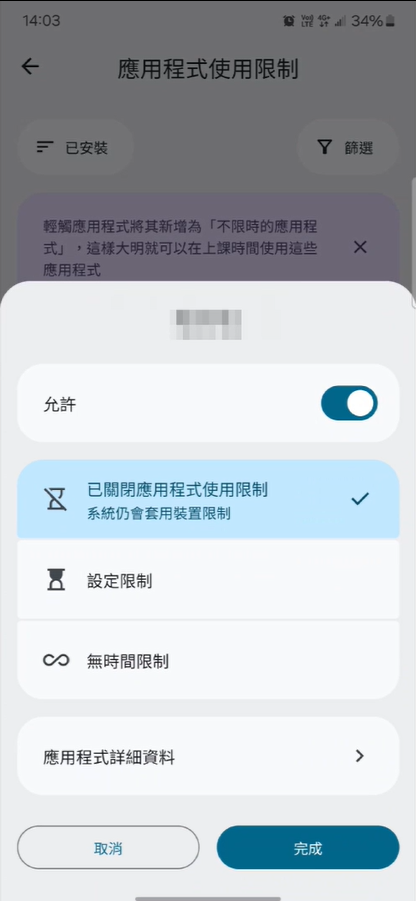 14:03
Vo) LTE 4G+ 34%
應用程式使用限制
已安裝
篩選
輕觸應用程式將其新增為「不限時的應用程
式」，這樣大明就可以在上課時間使用這些
應用程式
允許
已關閉應用程式使用限制
系統仍會套用裝置限制
設定限制
無時間限制
應用程式詳細資料
取消
完成